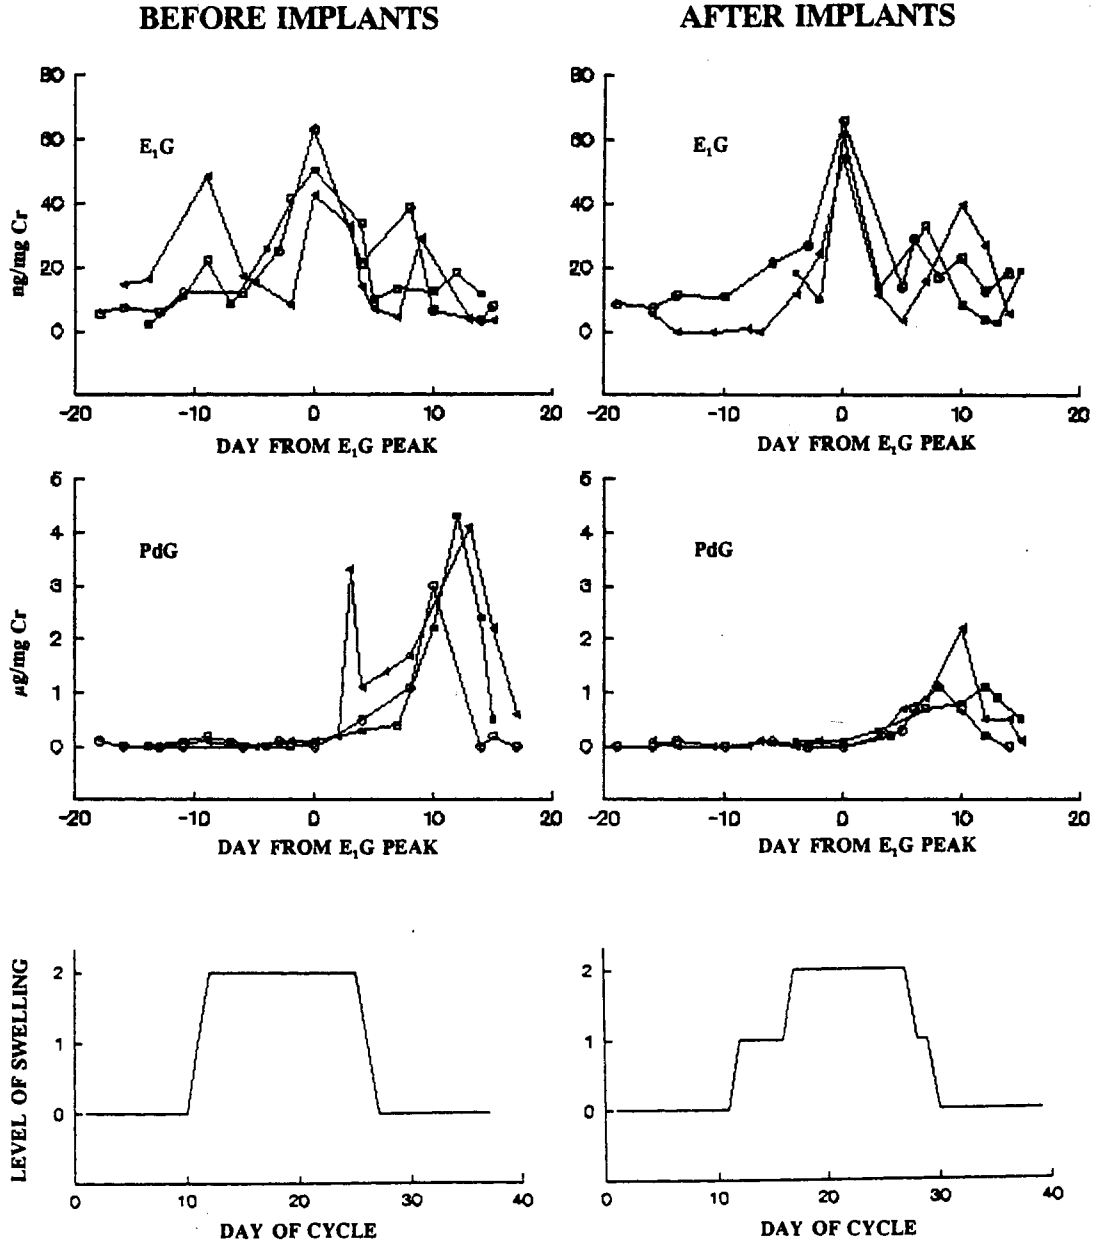 BEFORE IMPLANTS
AFTER IMPLANTS
80
60
40
20
0
ng/mg Cr
E₁G
-20 -10 0 10 20
DAY FROM E₁G PEAK
80
60
40
20
0
E₁G
-20 -10 0 10 20
DAY FROM E₁G PEAK
5
4
3
2
1
0
µg/mg Cr
PdG
-20 -10 0 10 20
DAY FROM E₁G PEAK
5
4
3
2
1
0
PdG
-20 -10 0 10 20
DAY FROM E₁G PEAK
LEVEL OF SWELLING
2
1
0
0 10 20 30 40
DAY OF CYCLE
2
1
0
0 10 20 30 40
DAY OF CYCLE